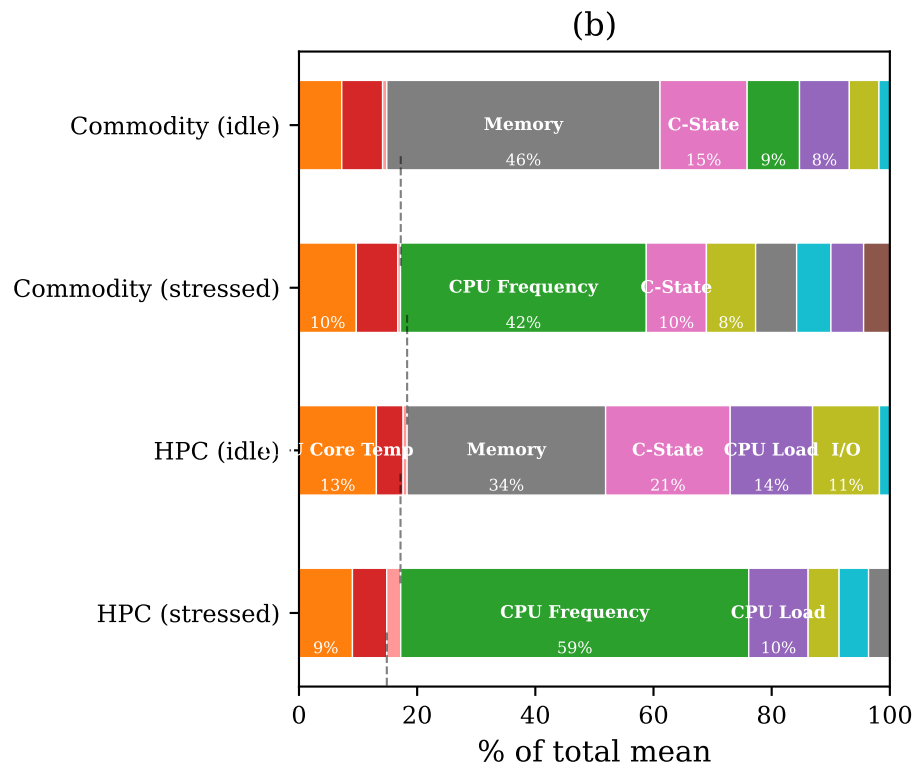 (b)
Commodity (idle)
Memory
C-State
46%
15%
9%
8%
Commodity (stressed)
CPU Frequency
C-State
10%
42%
10%
8%
HPC (idle)
U Core Temp
Memory
C-State
CPU Load
I/O
13%
34%
21%
14%
11%
HPC (stressed)
CPU Frequency
CPU Load
9%
59%
10%
0
20
40
60
80
100
% of total mean